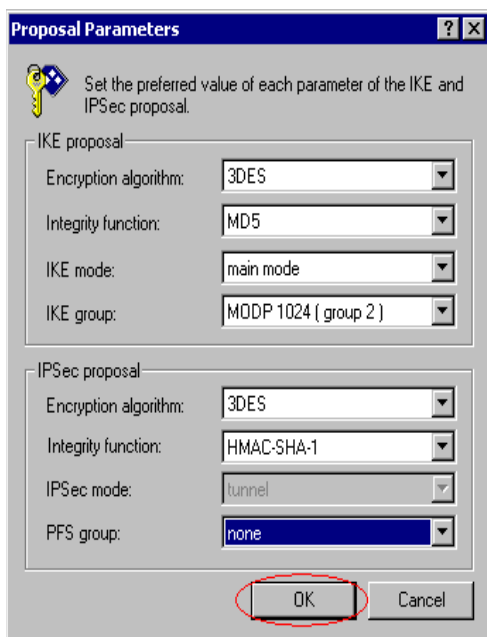 Proposal Parameters
Set the preferred value of each parameter of the IKE and
IPSec proposal.
IKE proposal
Encryption algorithm: 3DES
Integrity function: MD5
IKE mode: main mode
IKE group: MODP 1024 ( group 2 )
IPSec proposal
Encryption algorithm: 3DES
Integrity function: HMAC-SHA-1
IPSec mode: tunnel
PFS group: none
OK Cancel